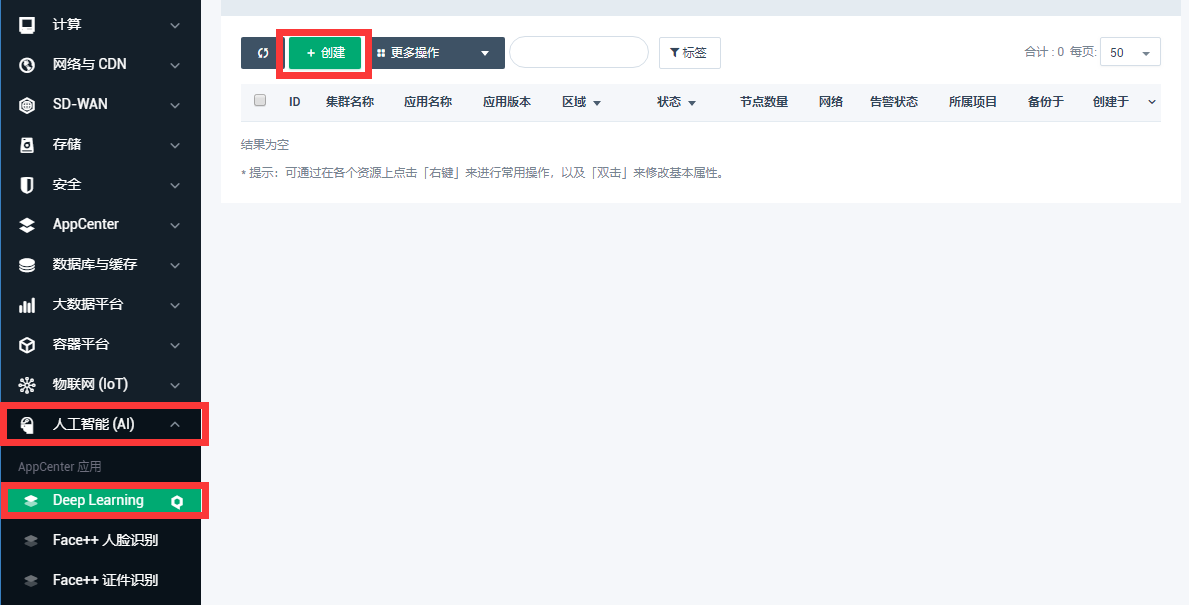 计算
网络与 CDN
SD-WAN
存储
安全
AppCenter
数据库与缓存
大数据平台
容器平台
物联网 (IoT)
人工智能 (AI)
AppCenter 应用
Deep Learning
Face++ 人脸识别
Face++ 证件识别
+ 创建 更多操作 标签 合计 : 0 每页: 50
ID 集群名称 应用名称 应用版本 区域 状态 节点数量 网络 告警状态 所属项目 备份于 创建于
结果为空
* 提示：可通过在各个资源上点击「右键」来进行常用操作，以及「双击」来修改基本属性。